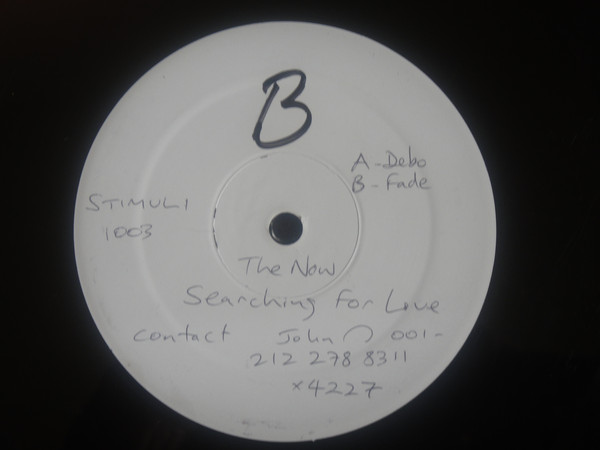 B
A - Debo
B - Fade
STIMULI
1003
The Now
Searching For Love
contact John 001-
212 278 8311
x4227